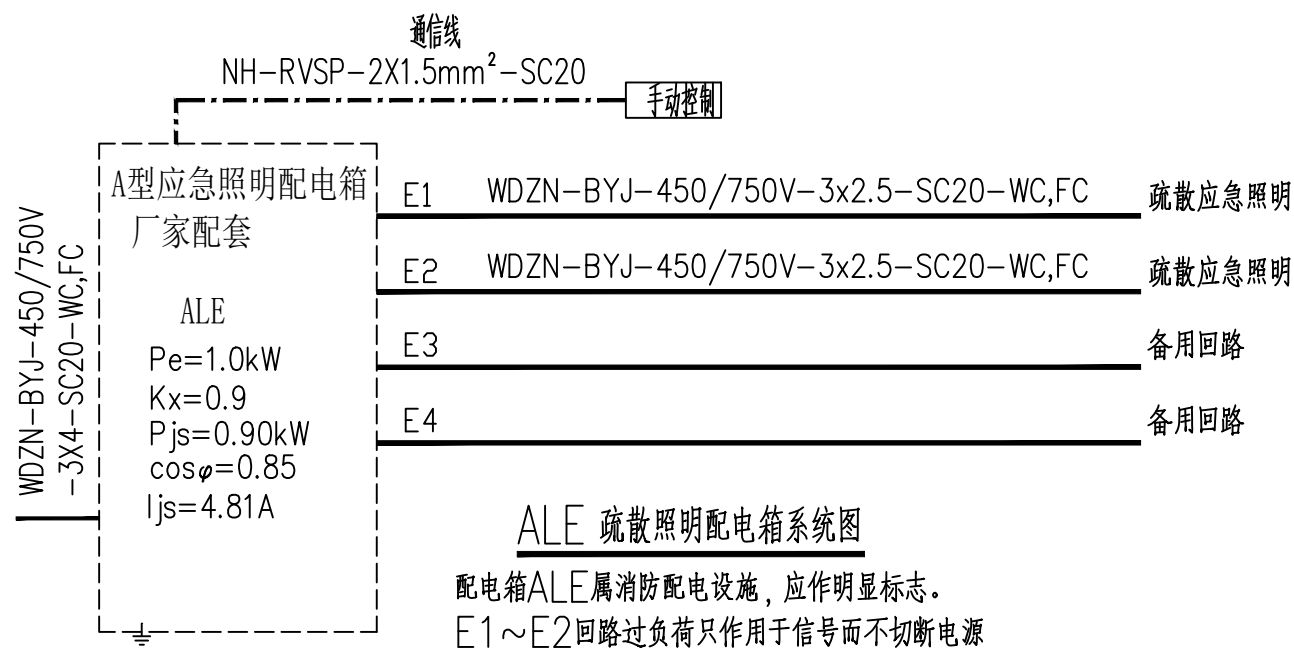 通信线
NH-RVSP-2X1.5mm²-SC20
手动控制
WDZN-BYJ-450/750V
-3X4-SC20-WC,FC
A型应急照明配电箱
厂家配套
ALE
Pe=1.0kW
Kx=0.9
Pjs=0.90kW
cosφ=0.85
Ijs=4.81A
E1 WDZN-BYJ-450/750V-3x2.5-SC20-WC,FC 疏散应急照明
E2 WDZN-BYJ-450/750V-3x2.5-SC20-WC,FC 疏散应急照明
E3 备用回路
E4 备用回路
ALE 疏散照明配电箱系统图
配电箱ALE属消防配电设施，应作明显标志。
E1～E2回路过负荷只作用于信号而不切断电源